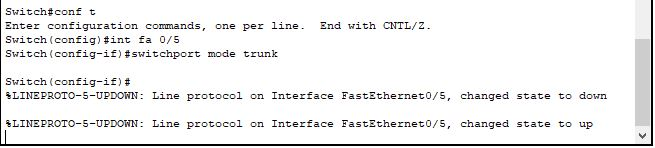 Switch#conf t
Enter configuration commands, one per line.  End with CNTL/Z.
Switch(config)#int fa 0/5
Switch(config-if)#switchport mode trunk
Switch(config-if)#
%LINEPROTO-5-UPDOWN: Line protocol on Interface FastEthernet0/5, changed state to down
%LINEPROTO-5-UPDOWN: Line protocol on Interface FastEthernet0/5, changed state to up